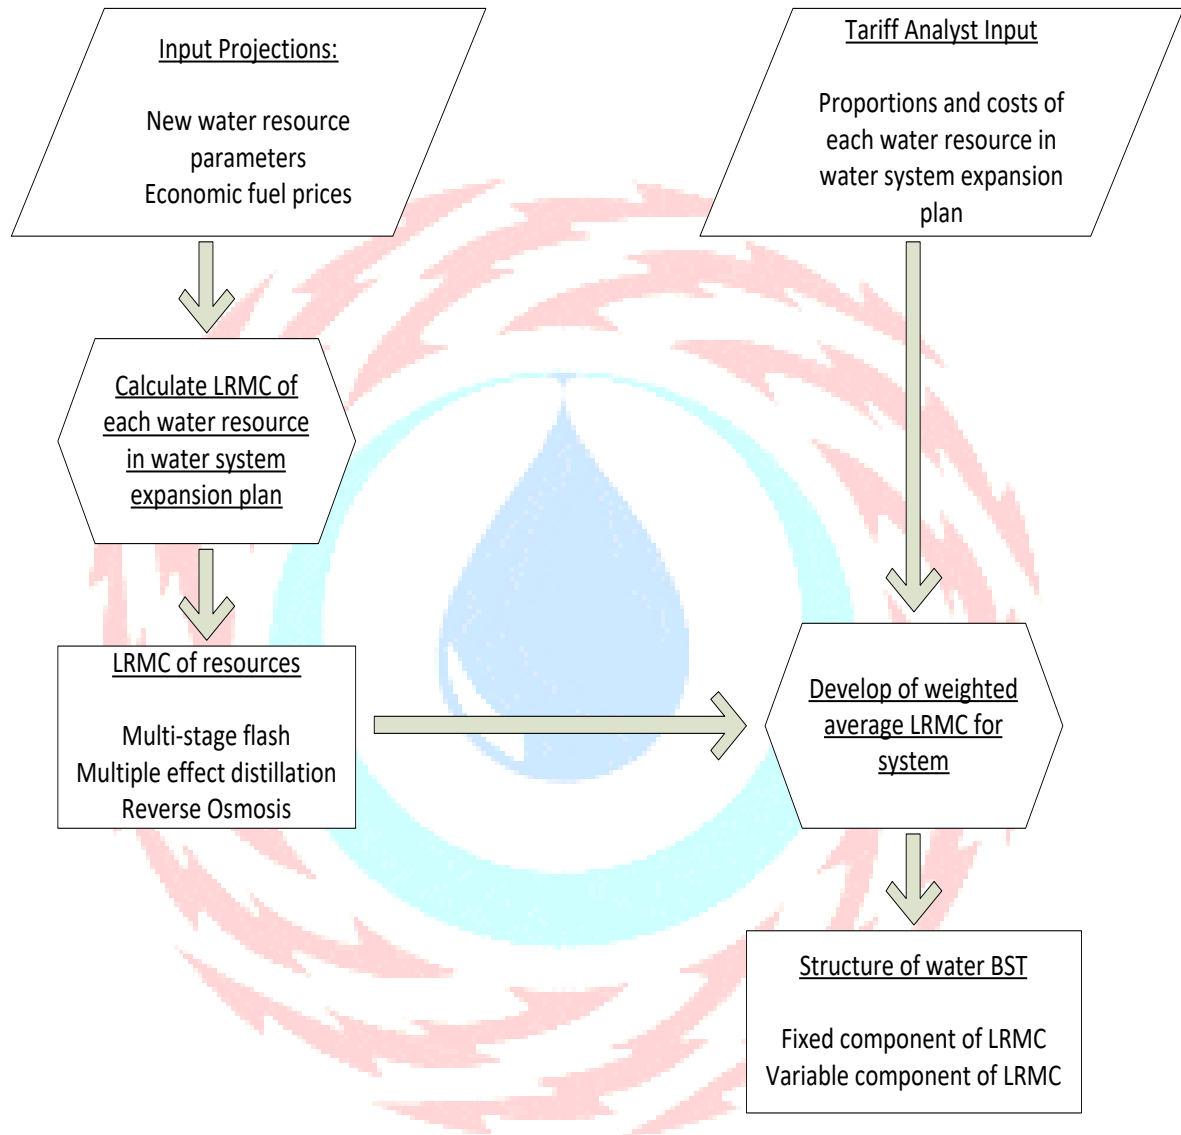 Input Projections:
New water resource
parameters
Economic fuel prices
Tariff Analyst Input
Proportions and costs of
each water resource in
water system expansion
plan
Calculate LRMC of
each water resource
in water system
expansion plan
LRMC of resources
Multi-stage flash
Multiple effect distillation
Reverse Osmosis
Develop of weighted
average LRMC for
system
Structure of water BST
Fixed component of LRMC
Variable component of LRMC